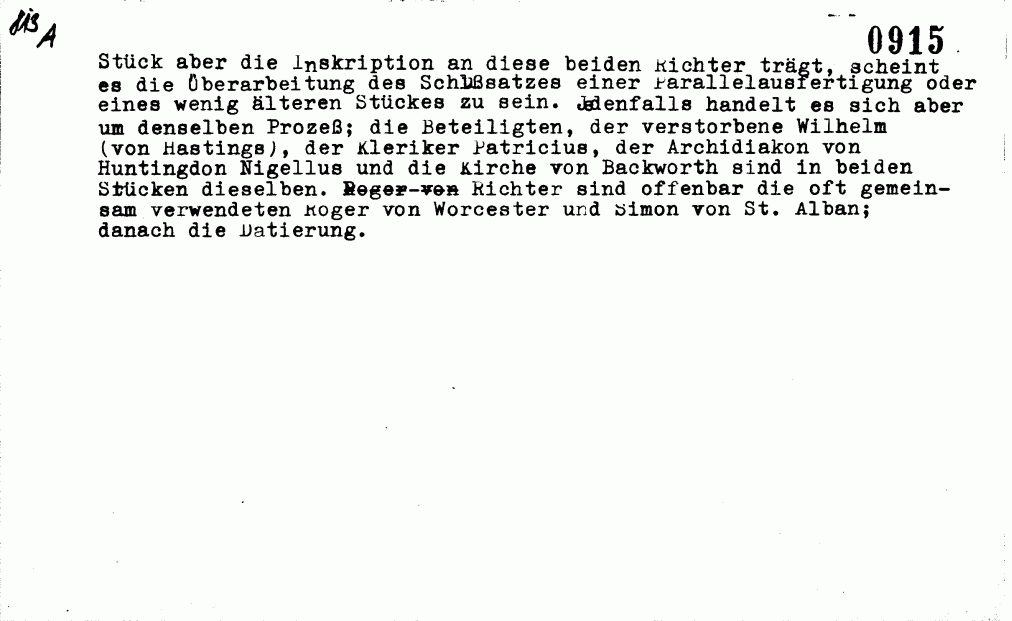 A
0915
Stück aber die Inskription an diese beiden Richter trägt, scheint
es die Überarbeitung des Schlußsatzes einer Parallelausfertigung oder
eines wenig älteren Stückes zu sein. Jedenfalls handelt es sich aber
um denselben Prozeß; die Beteiligten, der verstorbene Wilhelm
(von Hastings), der Kleriker Patricius, der Archidiakon von
Huntingdon Nigellus und die Kirche von Backworth sind in beiden
Stücken dieselben. Roger von Richter sind offenbar die oft gemein-
sam verwendeten Roger von Worcester und Simon von St. Alban;
danach die Datierung.